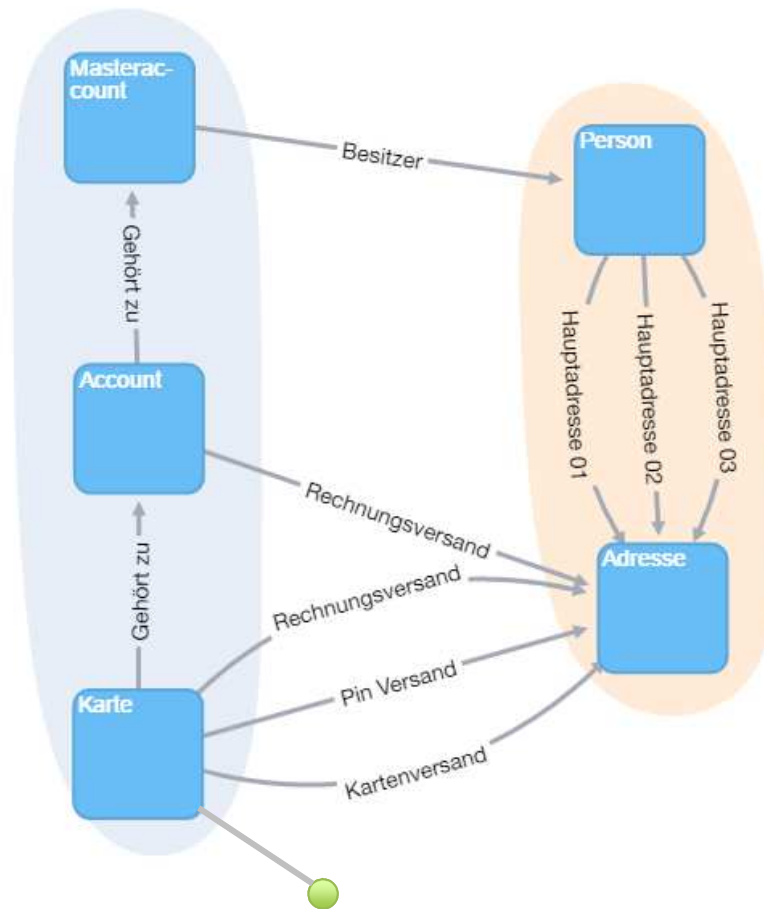 Masterac-
count
Person
Besitzer
Gehört zu
Hauptadresse 01
Hauptadresse 02
Hauptadresse 03
Account
Rechnungsversand
Adresse
Rechnungsversand
Gehört zu
Pin Versand
Karte
Kartenversand